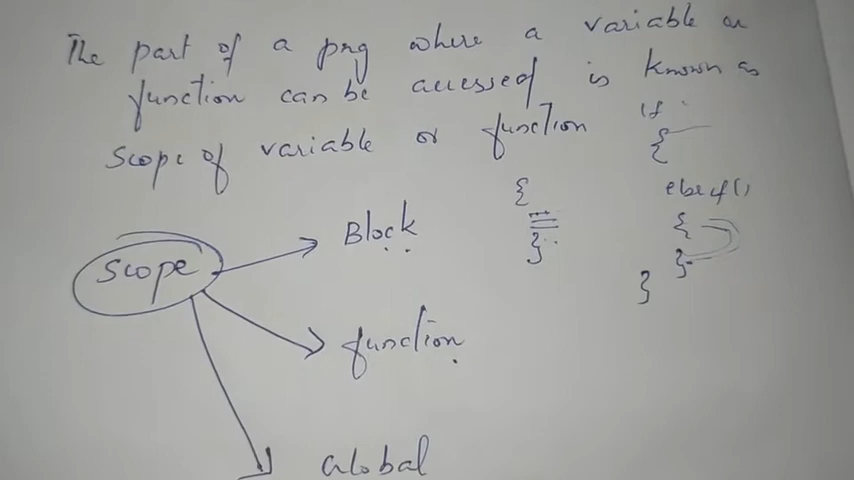 The part of a prg where a variable or
function can be accessed is known as
scope of variable or function
if
{
else if()
{
}
}
{
}
scope
Block
function
Global